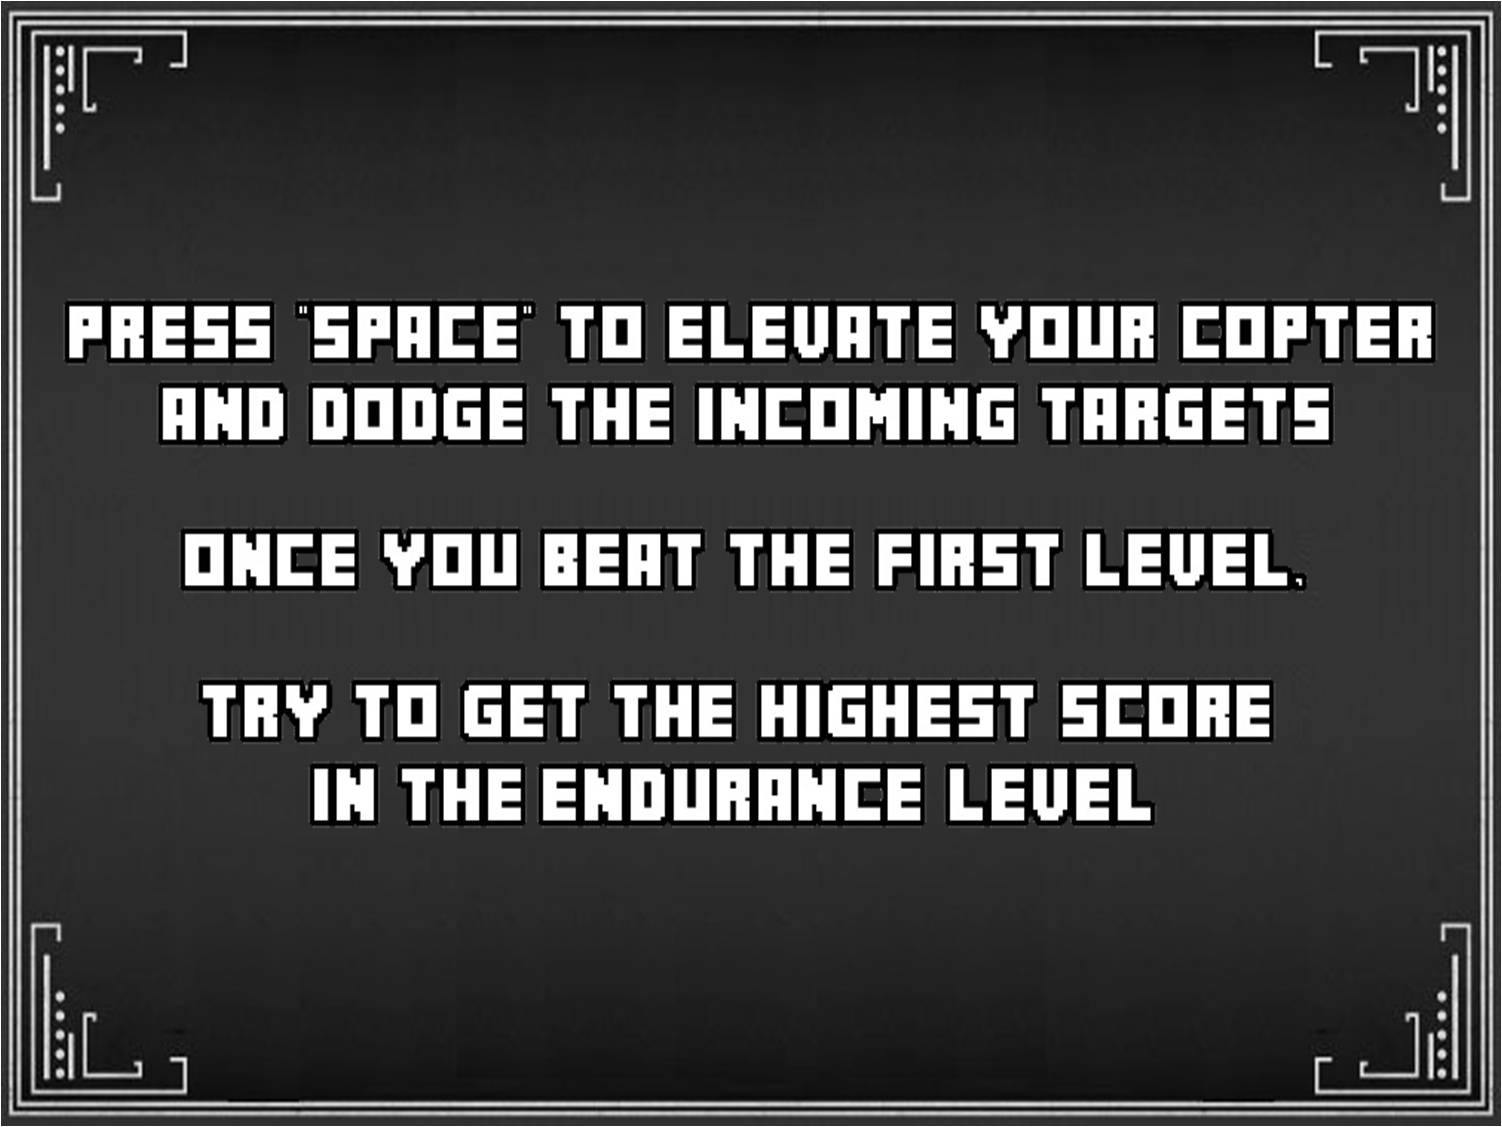 PRESS "SPACE" TO ELEVATE YOUR COPTER
AND DODGE THE INCOMING TARGETS
ONCE YOU BEAT THE FIRST LEVEL,
TRY TO GET THE HIGHEST SCORE
IN THE ENDURANCE LEVEL